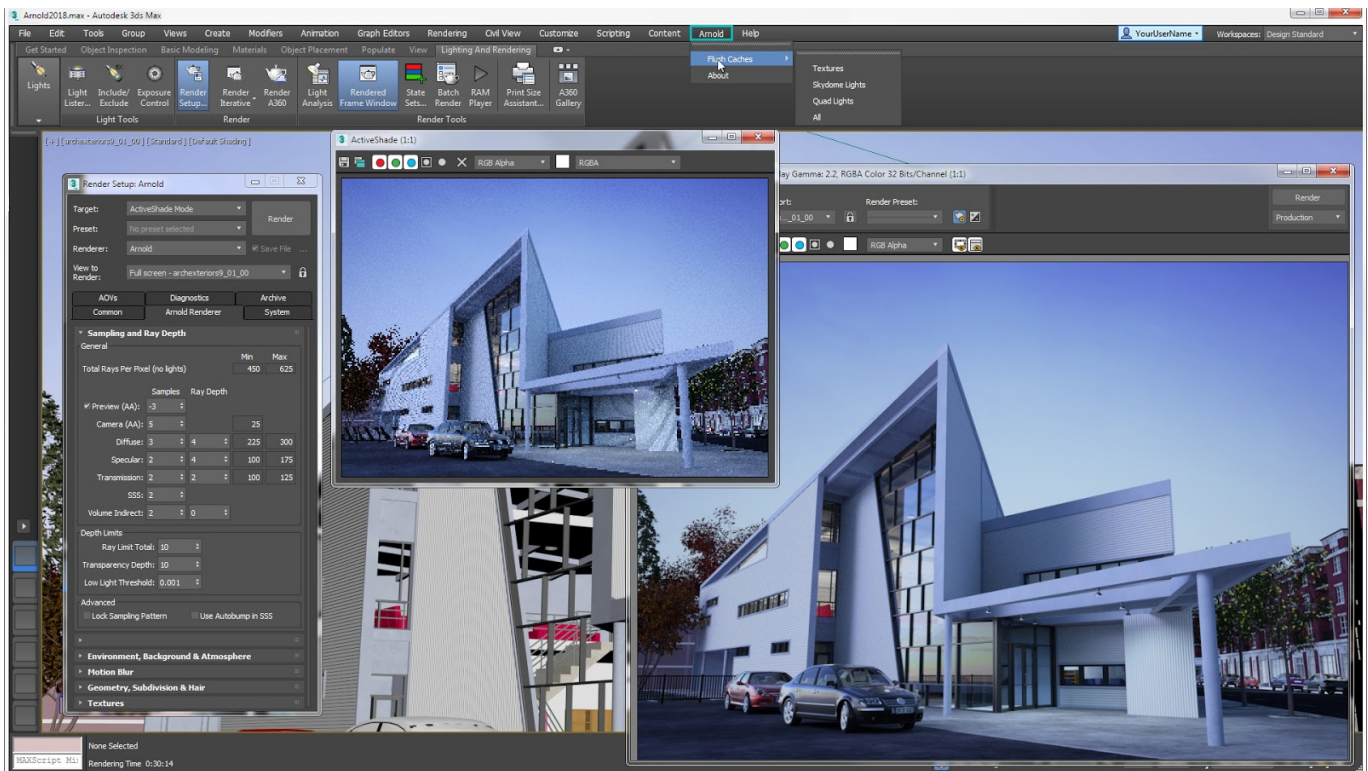 Arnold2018.max - Autodesk 3ds Max
File Edit Tools Group Views Create Modifiers Animation Graph Editors Rendering Civil View Customize Scripting Content Arnold Help
YourUserName
Workspaces: Design Standard
Get Started Object Inspection Basic Modeling Materials Object Placement Populate View Lighting And Rendering
Lights
Light Lister...
Include/ Exclude
Exposure Control
Render Setup...
Render Iterative
Render A360
Light Analysis
Rendered Frame Window
State Sets...
Batch Render
RAM Player
Print Size Assistant...
A360 Gallery
Light Tools Render Render Tools
Flush Caches
About
Textures
Skydome Lights
Quad Lights
All
[+] [archexteriors9_01_00] [Standard] [Default Shading]
ActiveShade (1:1)
RGB Alpha RGBA
Render Setup: Arnold
Target: ActiveShade Mode
Render
Preset: No preset selected
Renderer: Arnold
Save File ...
View to Render: Full screen - archexteriors9_01_00
AOVs Diagnostics Archive
Common Arnold Renderer System
Sampling and Ray Depth
General
Min Max
Total Rays Per Pixel (no lights) 450 625
Samples Ray Depth
Preview (AA): -3
Camera (AA): 5 25
Diffuse: 3 4 225 300
Specular: 2 4 100 175
Transmission: 2 2 100 125
SSS: 2
Volume Indirect: 2 0
Depth Limits
Ray Limit Total: 10
Transparency Depth: 10
Low Light Threshold: 0.001
Advanced
Lock Sampling Pattern Use Autobump in SSS
Environment, Background & Atmosphere
Motion Blur
Geometry, Subdivision & Hair
Textures
lay Gamma: 2.2, RGBA Color 32 Bits/Channel (1:1)
ort:
Render Preset:
..._01_00
Render
Production
RGB Alpha
None Selected
MAXScript Mi
Rendering Time 0:30:14